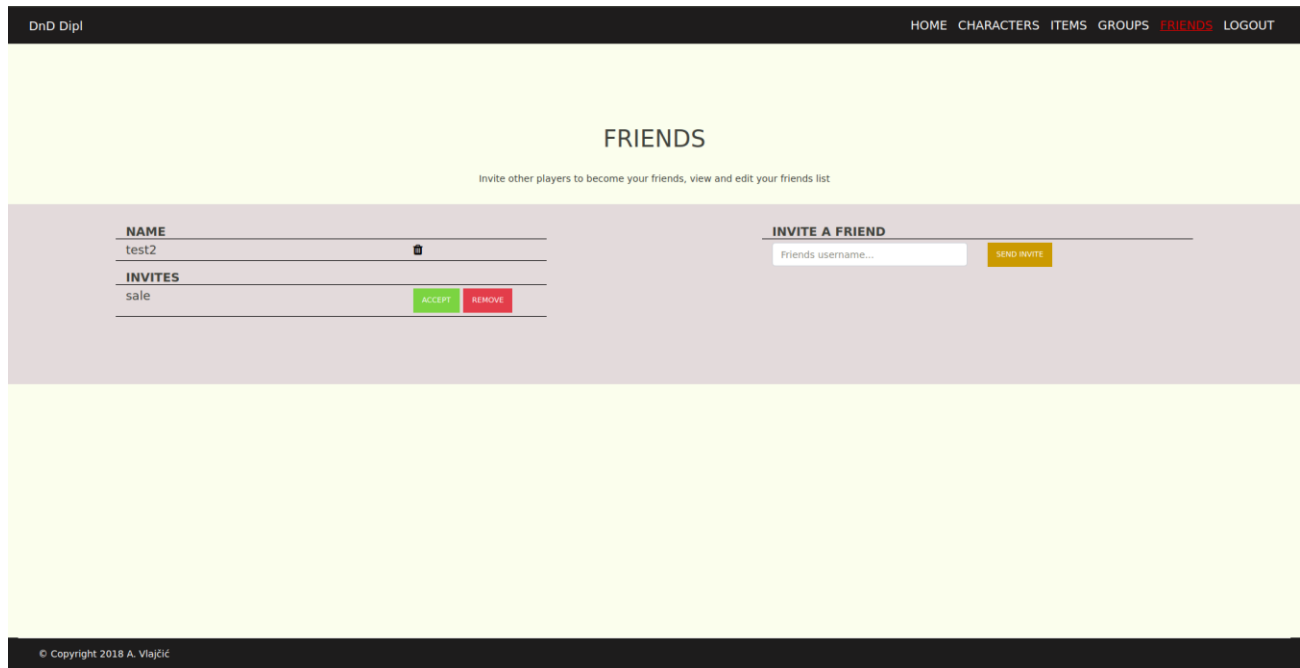 DnD Dipl
HOME CHARACTERS ITEMS GROUPS FRIENDS LOGOUT
FRIENDS
Invite other players to become your friends, view and edit your friends list
NAME
test2
INVITES
sale
ACCEPT REMOVE
INVITE A FRIEND
Friends username...
SEND INVITE
© Copyright 2018 A. Vlajčić